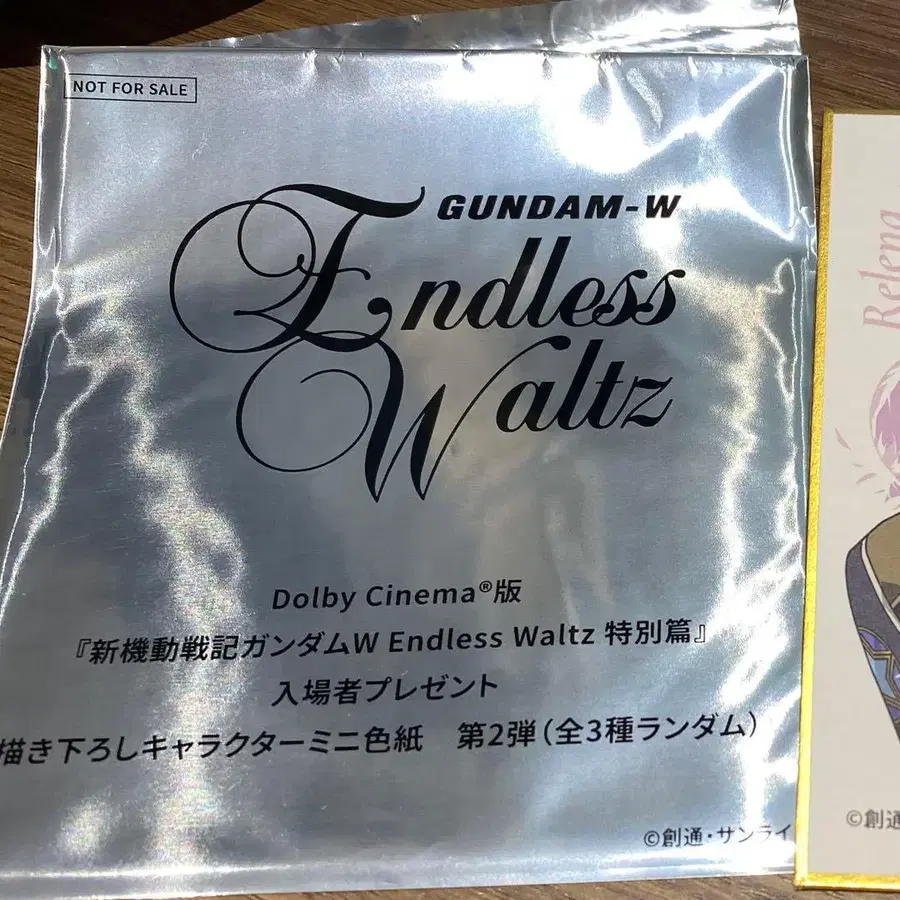 NOT FOR SALE
GUNDAM-W
Endless
Waltz
Dolby Cinema®版
『新機動戦記ガンダムW Endless Waltz 特別篇』
入場者プレゼント
描き下ろしキャラクターミニ色紙 第2弾(全3種ランダム)
©創通・サンライ
Relena
©創通